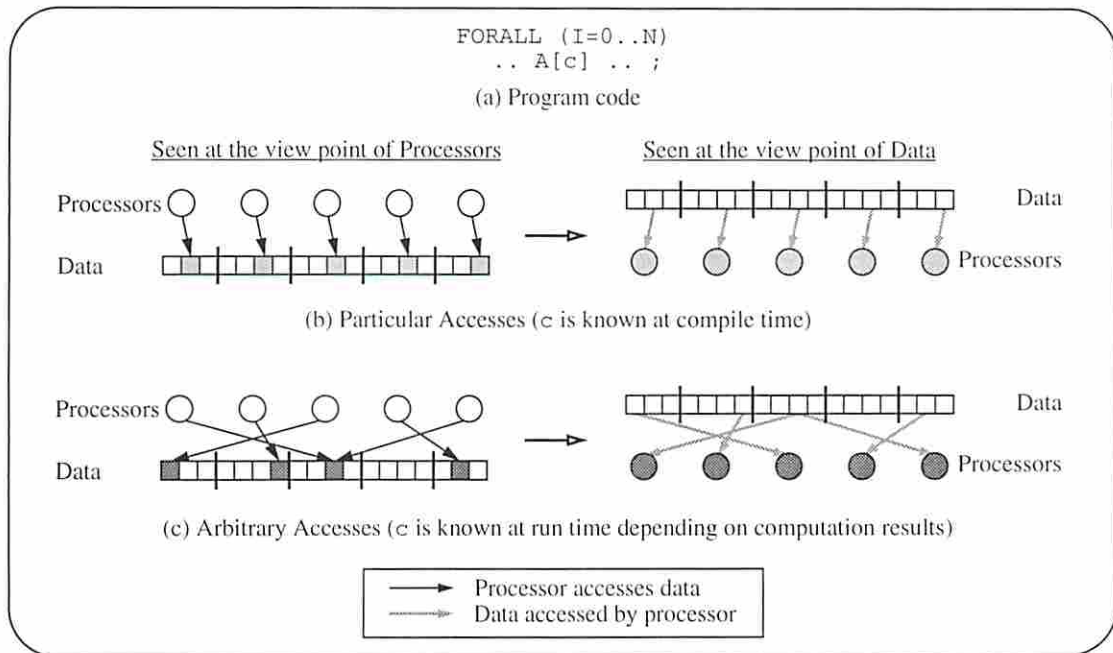 FORALL (I=0..N)
.. A[c] .. ;
(a) Program code
Seen at the view point of Processors
Seen at the view point of Data
Processors
Data
Data
Processors
(b) Particular Accesses (c is known at compile time)
Processors
Data
Data
Processors
(c) Arbitrary Accesses (c is known at run time depending on computation results)
Processor accesses data
Data accessed by processor